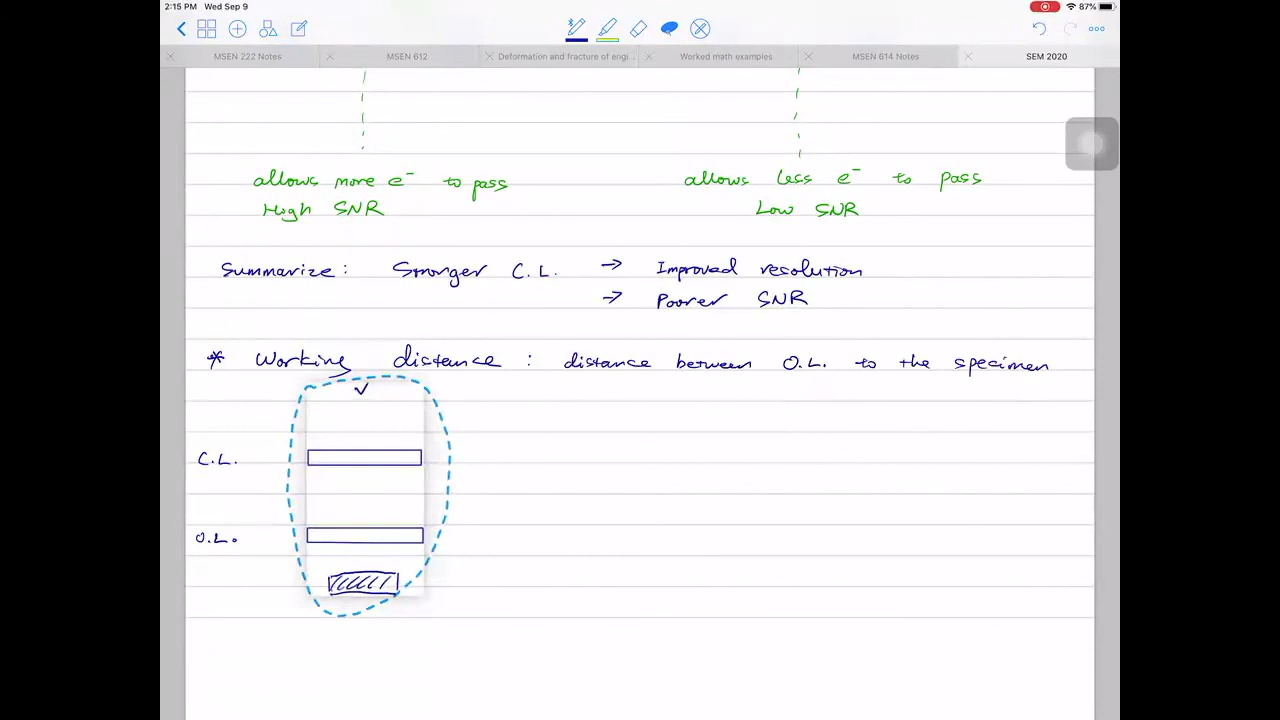 2:15 PM Wed Sep 9
87%
MSEN 222 Notes
MSEN 612
Deformation and fracture of engi...
Worked math examples
MSEN 614 Notes
SEM 2020
allows more e⁻ to pass
High SNR
allows less e⁻ to pass
Low SNR
Summarize: Stronger C.L. → Improved resolution
→ Poorer SNR
* Working distance: distance between O.L. to the specimen
C.L.
O.L.